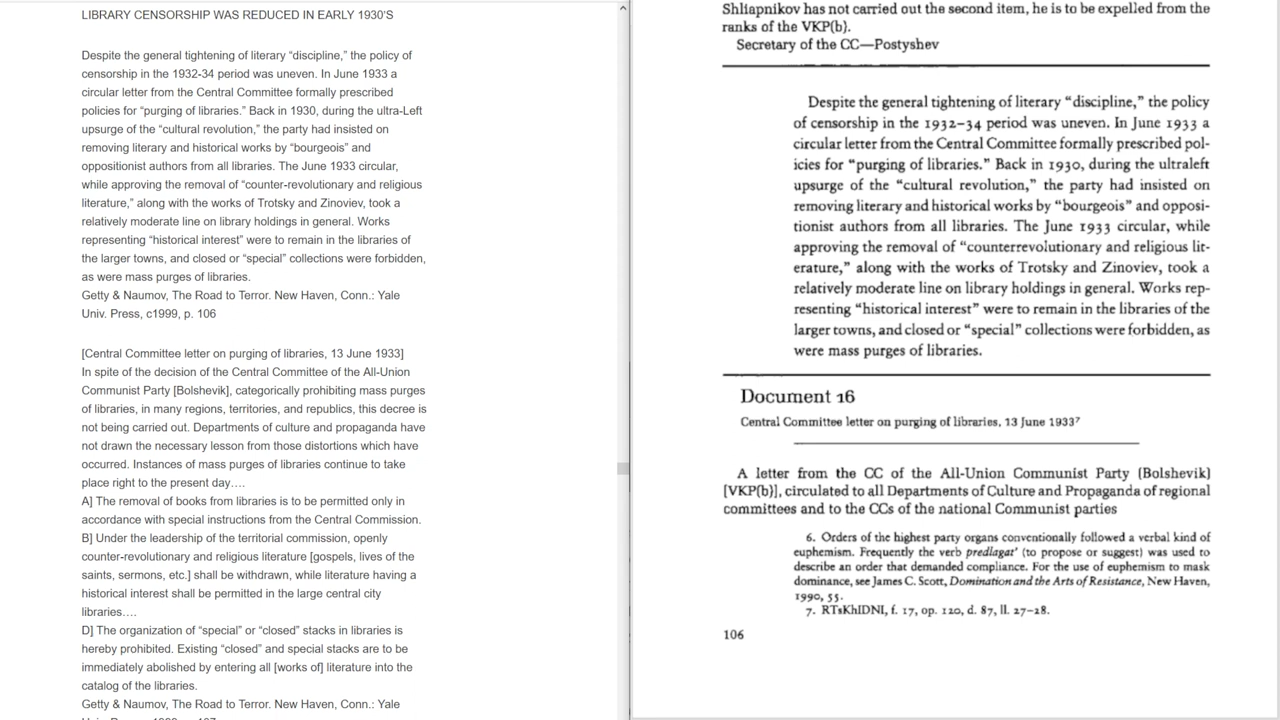 LIBRARY CENSORSHIP WAS REDUCED IN EARLY 1930’S
Despite the general tightening of literary “discipline,” the policy of
censorship in the 1932-34 period was uneven. In June 1933 a
circular letter from the Central Committee formally prescribed
policies for “purging of libraries.” Back in 1930, during the ultra-Left
upsurge of the “cultural revolution,” the party had insisted on
removing literary and historical works by “bourgeois” and
oppositionist authors from all libraries. The June 1933 circular,
while approving the removal of “counter-revolutionary and religious
literature,” along with the works of Trotsky and Zinoviev, took a
relatively moderate line on library holdings in general. Works
representing “historical interest” were to remain in the libraries of
the larger towns, and closed or “special” collections were forbidden,
as were mass purges of libraries.
Getty & Naumov, The Road to Terror. New Haven, Conn.: Yale
Univ. Press, c1999, p. 106
[Central Committee letter on purging of libraries, 13 June 1933]
In spite of the decision of the Central Committee of the All-Union
Communist Party [Bolshevik], categorically prohibiting mass purges
of libraries, in many regions, territories, and republics, this decree is
not being carried out. Departments of culture and propaganda have
not drawn the necessary lesson from those distortions which have
occurred. Instances of mass purges of libraries continue to take
place right to the present day….
A] The removal of books from libraries is to be permitted only in
accordance with special instructions from the Central Commission.
B] Under the leadership of the territorial commission, openly
counter-revolutionary and religious literature [gospels, lives of the
saints, sermons, etc.] shall be withdrawn, while literature having a
historical interest shall be permitted in the large central city
libraries….
D] The organization of “special” or “closed” stacks in libraries is
hereby prohibited. Existing “closed” and special stacks are to be
immediately abolished by entering all [works of] literature into the
catalog of the libraries.
Getty & Naumov, The Road to Terror. New Haven, Conn.: Yale
Shliapnikov has not carried out the second item, he is to be expelled from the
ranks of the VKP(b).
Secretary of the CC—Postyshev
Despite the general tightening of literary “discipline,” the policy
of censorship in the 1932–34 period was uneven. In June 1933 a
circular letter from the Central Committee formally prescribed pol-
icies for “purging of libraries.” Back in 1930, during the ultraleft
upsurge of the “cultural revolution,” the party had insisted on
removing literary and historical works by “bourgeois” and opposi-
tionist authors from all libraries. The June 1933 circular, while
approving the removal of “counterrevolutionary and religious lit-
erature,” along with the works of Trotsky and Zinoviev, took a
relatively moderate line on library holdings in general. Works rep-
resenting “historical interest” were to remain in the libraries of the
larger towns, and closed or “special” collections were forbidden, as
were mass purges of libraries.
Document 16
Central Committee letter on purging of libraries, 13 June 1933⁷
A letter from the CC of the All-Union Communist Party (Bolshevik)
[VKP(b)], circulated to all Departments of Culture and Propaganda of regional
committees and to the CCs of the national Communist parties
6. Orders of the highest party organs conventionally followed a verbal kind of
euphemism. Frequently the verb predlagat’ (to propose or suggest) was used to
describe an order that demanded compliance. For the use of euphemism to mask
dominance, see James C. Scott, Domination and the Arts of Resistance, New Haven,
1990, 55.
7. RTsKhIDNI, f. 17, op. 120, d. 87, ll. 27–28.
106